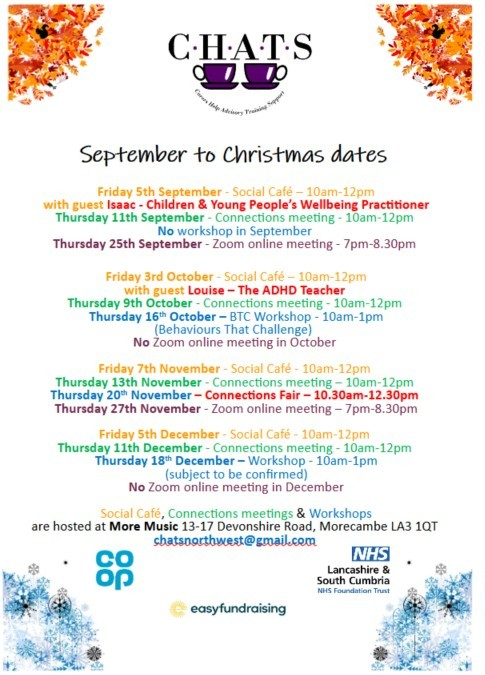 C·H·A·T·S
Carers Help Advisory Training Support
September to Christmas dates
Friday 5th September - Social Café – 10am-12pm
with guest Isaac - Children & Young People's Wellbeing Practitioner
Thursday 11th September - Connections meeting - 10am-12pm
No workshop in September
Thursday 25th September - Zoom online meeting - 7pm-8.30pm
Friday 3rd October - Social Café – 10am-12pm
with guest Louise – The ADHD Teacher
Thursday 9th October - Connections meeting - 10am-12pm
Thursday 16th October – BTC Workshop - 10am-1pm
(Behaviours That Challenge)
No Zoom online meeting in October
Friday 7th November - Social Café - 10am-12pm
Thursday 13th November - Connections meeting – 10am-12pm
Thursday 20th November – Connections Fair – 10.30am-12.30pm
Thursday 27th November - Zoom online meeting – 7pm-8.30pm
Friday 5th December - Social Café - 10am-12pm
Thursday 11th December - Connections meeting - 10am-12pm
Thursday 18th December – Workshop - 10am-1pm
(subject to be confirmed)
No Zoom online meeting in December
Social Café, Connections meetings & Workshops
are hosted at More Music 13-17 Devonshire Road, Morecambe LA3 1QT
chatsnorthwest@gmail.com
co
op
NHS
Lancashire &
South Cumbria
NHS Foundation Trust
easyfundraising